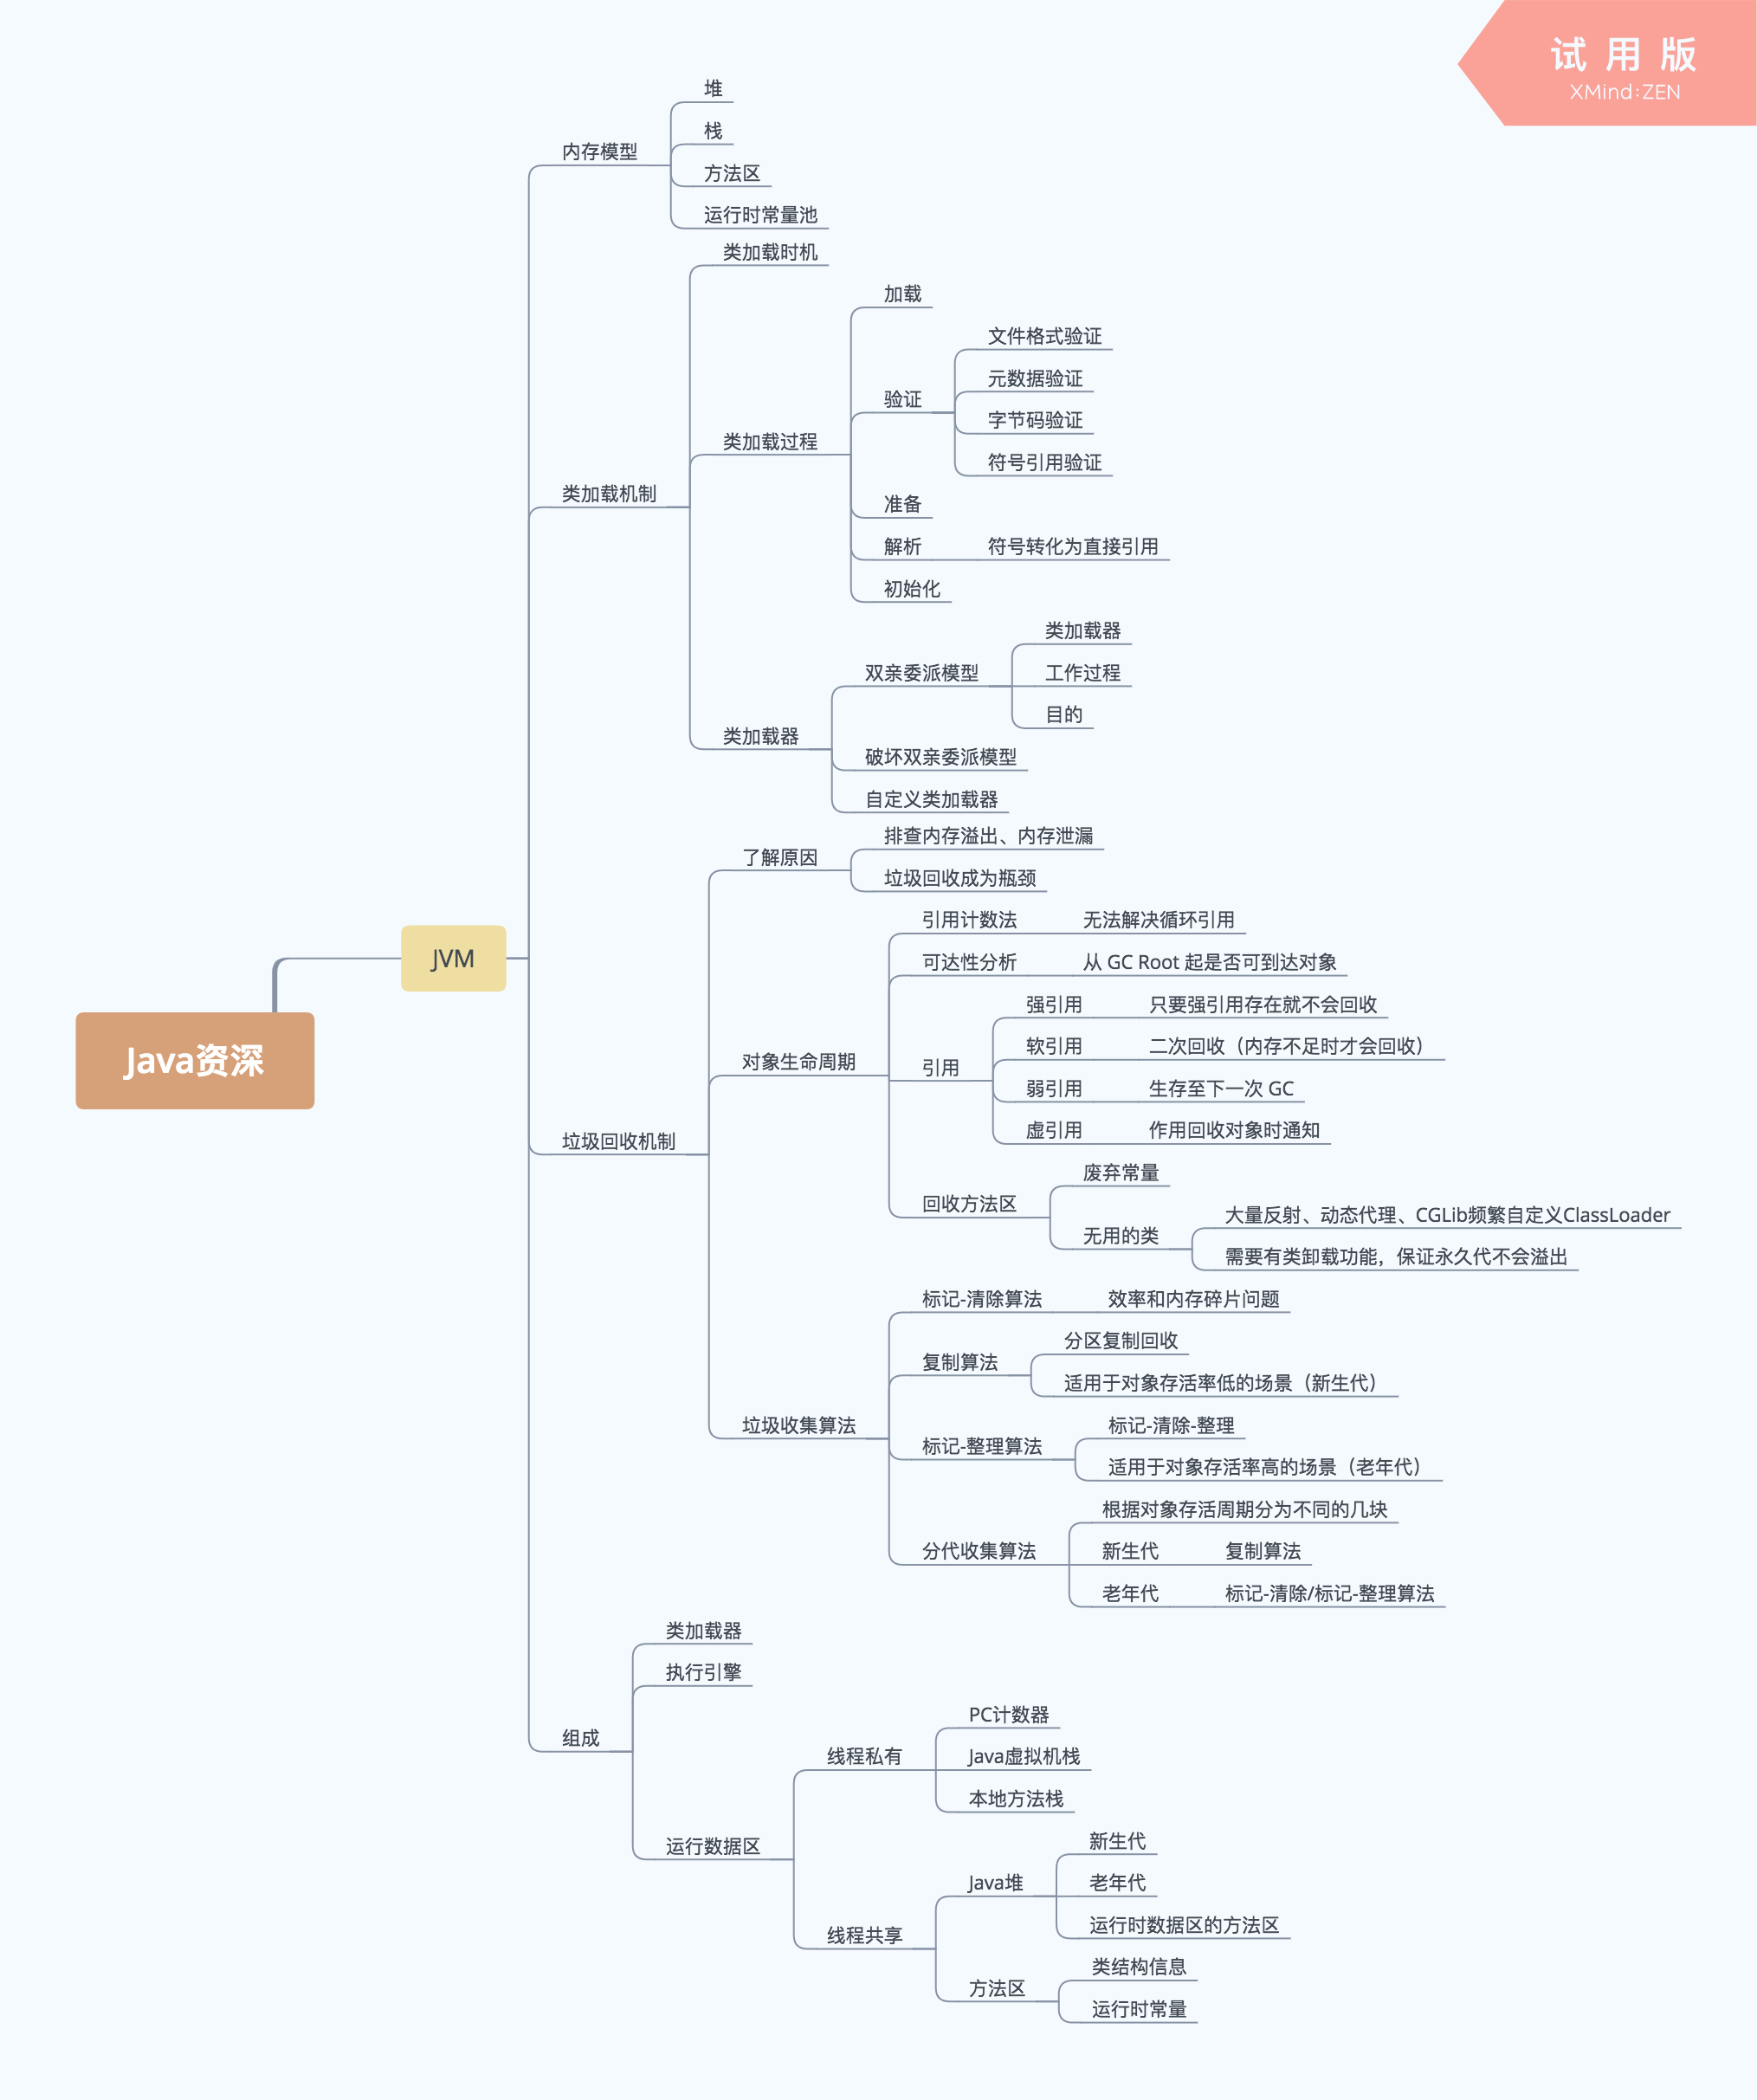 试 用 版
XMind:ZEN
堆
栈
内存模型
方法区
运行时常量池
类加载时机
加载
文件格式验证
元数据验证
验证
字节码验证
类加载过程
符号引用验证
类加载机制
准备
解析
符号转化为直接引用
初始化
类加载器
双亲委派模型
工作过程
目的
类加载器
破坏双亲委派模型
自定义类加载器
排查内存溢出、内存泄漏
了解原因
垃圾回收成为瓶颈
引用计数法
无法解决循环引用
JVM
可达性分析
从 GC Root 起是否可到达对象
强引用
只要强引用存在就不会回收
Java资深
软引用
二次回收（内存不足时才会回收）
对象生命周期
引用
弱引用
生存至下一次 GC
虚引用
作用回收对象时通知
垃圾回收机制
废弃常量
回收方法区
大量反射、动态代理、CGLib频繁自定义ClassLoader
无用的类
需要有类卸载功能，保证永久代不会溢出
标记-清除算法
效率和内存碎片问题
分区复制回收
复制算法
适用于对象存活率低的场景（新生代）
垃圾收集算法
标记-清除-整理
标记-整理算法
适用于对象存活率高的场景（老年代）
根据对象存活周期分为不同的几块
分代收集算法
新生代
复制算法
老年代
标记-清除/标记-整理算法
类加载器
执行引擎
PC计数器
组成
线程私有
Java虚拟机栈
本地方法栈
运行数据区
新生代
Java堆
老年代
运行时数据区的方法区
线程共享
类结构信息
方法区
运行时常量